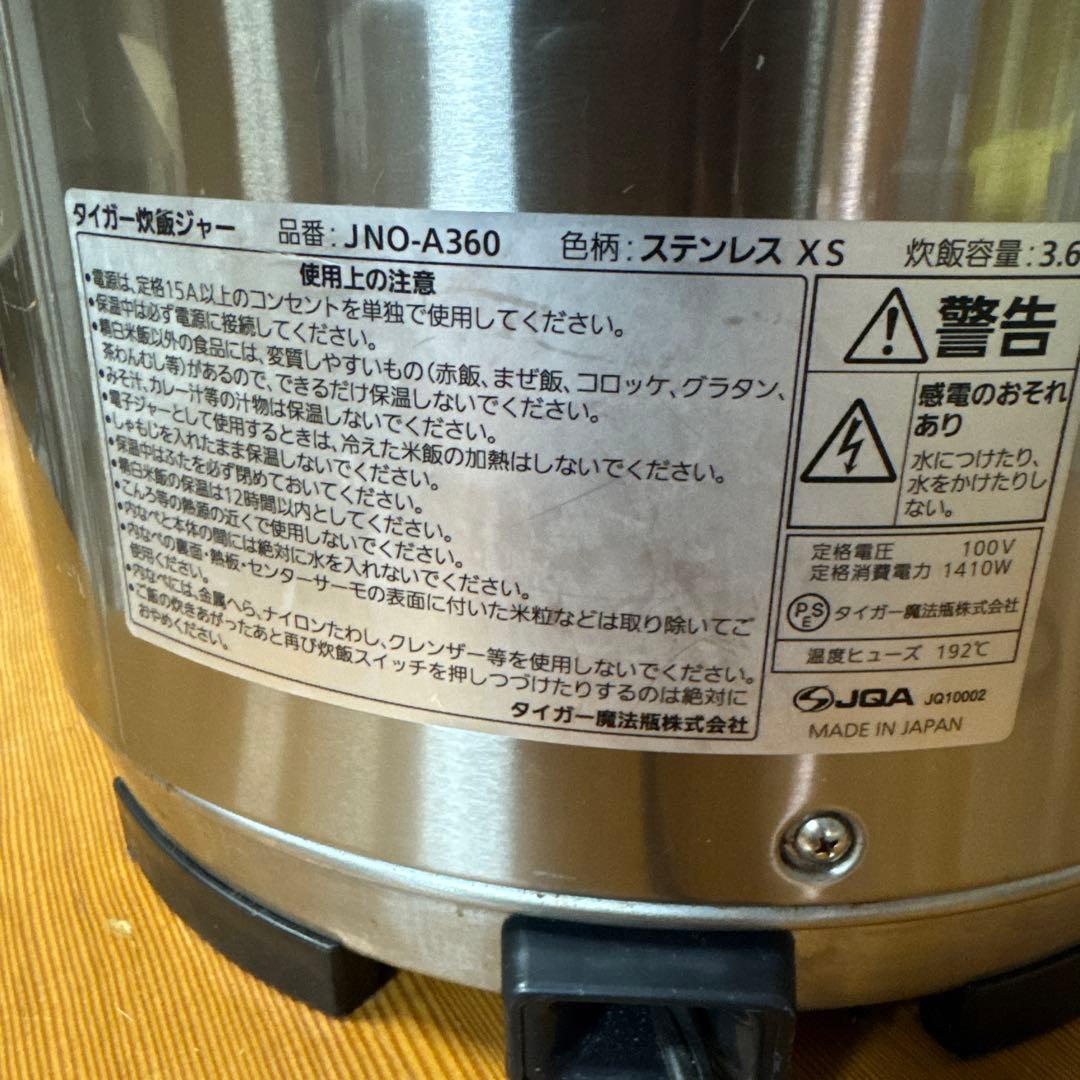 タイガー炊飯ジャー 品番:JNO-A360 色柄:ステンレス XS 炊飯容量:3.6
使用上の注意
•電源は、定格15A以上のコンセントを単独で使用してください。
•保温中は必ず電源に接続してください。
•精白米飯以外の食品には、変質しやすいもの(赤飯、まぜ飯、コロッケ、グラタン、
茶わんむし等)があるので、できるだけ保温しないでください。
•みそ汁、カレー汁等の汁物は保温しないでください。
•電子ジャーとして使用するときは、冷えた米飯の加熱はしないでください。
•しゃもじを入れたまま保温しないでください。
•保温中はふたを必ず閉めておいてください。
•精白米飯の保温は12時間以内としてください。
•こんろ等の熱源の近くで使用しないでください。
•内なべと本体の間には絶対に水を入れないでください。
•内なべの裏面・熱板・センターサーモの表面に付いた米粒などは取り除いてご
使用ください。
•内なべには、金属へら、ナイロンたわし、クレンザー等を使用しないでください。
•ご飯の炊きあがったあと再び炊飯スイッチを押しつづけたりするのは絶対に
おやめください。
タイガー魔法瓶株式会社
警告
感電のおそれ
あり
水につけたり、
水をかけたりし
ない。
定格電圧 100V
定格消費電力 1410W
PSE タイガー魔法瓶株式会社
温度ヒューズ 192℃
JQA JQ10002
MADE IN JAPAN